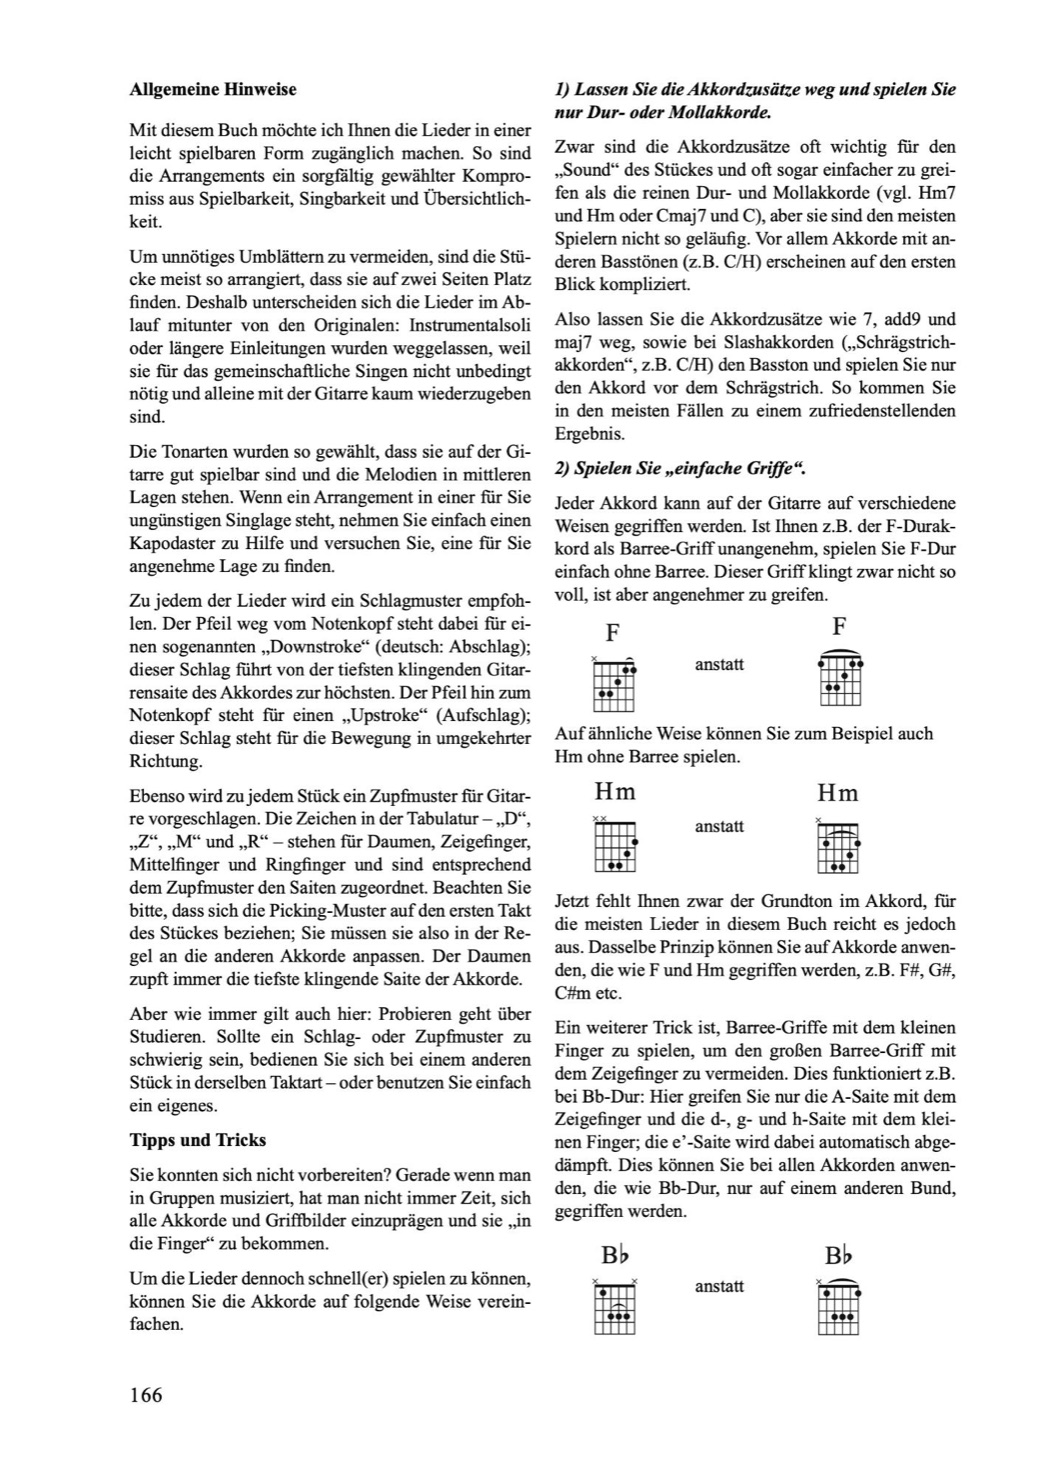 Allgemeine Hinweise
Mit diesem Buch möchte ich Ihnen die Lieder in einer
leicht spielbaren Form zugänglich machen. So sind
die Arrangements ein sorgfältig gewählter Kompro-
miss aus Spielbarkeit, Singbarkeit und Übersichtlich-
keit.
Um unnötiges Umblättern zu vermeiden, sind die Stü-
cke meist so arrangiert, dass sie auf zwei Seiten Platz
finden. Deshalb unterscheiden sich die Lieder im Ab-
lauf mitunter von den Originalen: Instrumentalsoli
oder längere Einleitungen wurden weggelassen, weil
sie für das gemeinschaftliche Singen nicht unbedingt
nötig und alleine mit der Gitarre kaum wiederzugeben
sind.
Die Tonarten wurden so gewählt, dass sie auf der Gi-
tarre gut spielbar sind und die Melodien in mittleren
Lagen stehen. Wenn ein Arrangement in einer für Sie
ungünstigen Singlage steht, nehmen Sie einfach einen
Kapodaster zu Hilfe und versuchen Sie, eine für Sie
angenehme Lage zu finden.
Zu jedem der Lieder wird ein Schlagmuster empfoh-
len. Der Pfeil weg vom Notenkopf steht dabei für ei-
nen sogenannten „Downstroke“ (deutsch: Abschlag);
dieser Schlag führt von der tiefsten klingenden Gitar-
rensaite des Akkordes zur höchsten. Der Pfeil hin zum
Notenkopf steht für einen „Upstroke“ (Aufschlag);
dieser Schlag steht für die Bewegung in umgekehrter
Richtung.
Ebenso wird zu jedem Stück ein Zupfmuster für Gitar-
re vorgeschlagen. Die Zeichen in der Tabulatur – „D“,
„Z“, „M“ und „R“ – stehen für Daumen, Zeigefinger,
Mittelfinger und Ringfinger und sind entsprechend
dem Zupfmuster den Saiten zugeordnet. Beachten Sie
bitte, dass sich die Picking-Muster auf den ersten Takt
des Stückes beziehen; Sie müssen sie also in der Re-
gel an die anderen Akkorde anpassen. Der Daumen
zupft immer die tiefste klingende Saite der Akkorde.
Aber wie immer gilt auch hier: Probieren geht über
Studieren. Sollte ein Schlag- oder Zupfmuster zu
schwierig sein, bedienen Sie sich bei einem anderen
Stück in derselben Taktart – oder benutzen Sie einfach
ein eigenes.
Tipps und Tricks
Sie konnten sich nicht vorbereiten? Gerade wenn man
in Gruppen musiziert, hat man nicht immer Zeit, sich
alle Akkorde und Griffbilder einzuprägen und sie „in
die Finger“ zu bekommen.
Um die Lieder dennoch schnell(er) spielen zu können,
können Sie die Akkorde auf folgende Weise verein-
fachen.
1) Lassen Sie die Akkordzusätze weg und spielen Sie
nur Dur- oder Mollakkorde.
Zwar sind die Akkordzusätze oft wichtig für den
„Sound“ des Stückes und oft sogar einfacher zu grei-
fen als die reinen Dur- und Mollakkorde (vgl. Hm7
und Hm oder Cmaj7 und C), aber sie sind den meisten
Spielern nicht so geläufig. Vor allem Akkorde mit an-
deren Basstönen (z.B. C/H) erscheinen auf den ersten
Blick kompliziert.
Also lassen Sie die Akkordzusätze wie 7, add9 und
maj7 weg, sowie bei Slashakkorden („Schrägstrich-
akkorden“, z.B. C/H) den Basston und spielen Sie nur
den Akkord vor dem Schrägstrich. So kommen Sie
in den meisten Fällen zu einem zufriedenstellenden
Ergebnis.
2) Spielen Sie „einfache Griffe“.
Jeder Akkord kann auf der Gitarre auf verschiedene
Weisen gegriffen werden. Ist Ihnen z.B. der F-Durak-
kord als Barree-Griff unangenehm, spielen Sie F-Dur
einfach ohne Barree. Dieser Griff klingt zwar nicht so
voll, ist aber angenehmer zu greifen.
F F
x
anstatt
Auf ähnliche Weise können Sie zum Beispiel auch
Hm ohne Barree spielen.
Hm Hm
xx x
anstatt
Jetzt fehlt Ihnen zwar der Grundton im Akkord, für
die meisten Lieder in diesem Buch reicht es jedoch
aus. Dasselbe Prinzip können Sie auf Akkorde anwen-
den, die wie F und Hm gegriffen werden, z.B. F#, G#,
C#m etc.
Ein weiterer Trick ist, Barree-Griffe mit dem kleinen
Finger zu spielen, um den großen Barree-Griff mit
dem Zeigefinger zu vermeiden. Dies funktioniert z.B.
bei Bb-Dur: Hier greifen Sie nur die A-Saite mit dem
Zeigefinger und die d-, g- und h-Saite mit dem klei-
nen Finger; die e’-Saite wird dabei automatisch abge-
dämpft. Dies können Sie bei allen Akkorden anwen-
den, die wie Bb-Dur, nur auf einem anderen Bund,
gegriffen werden.
B♭ B♭
x x x
anstatt
166